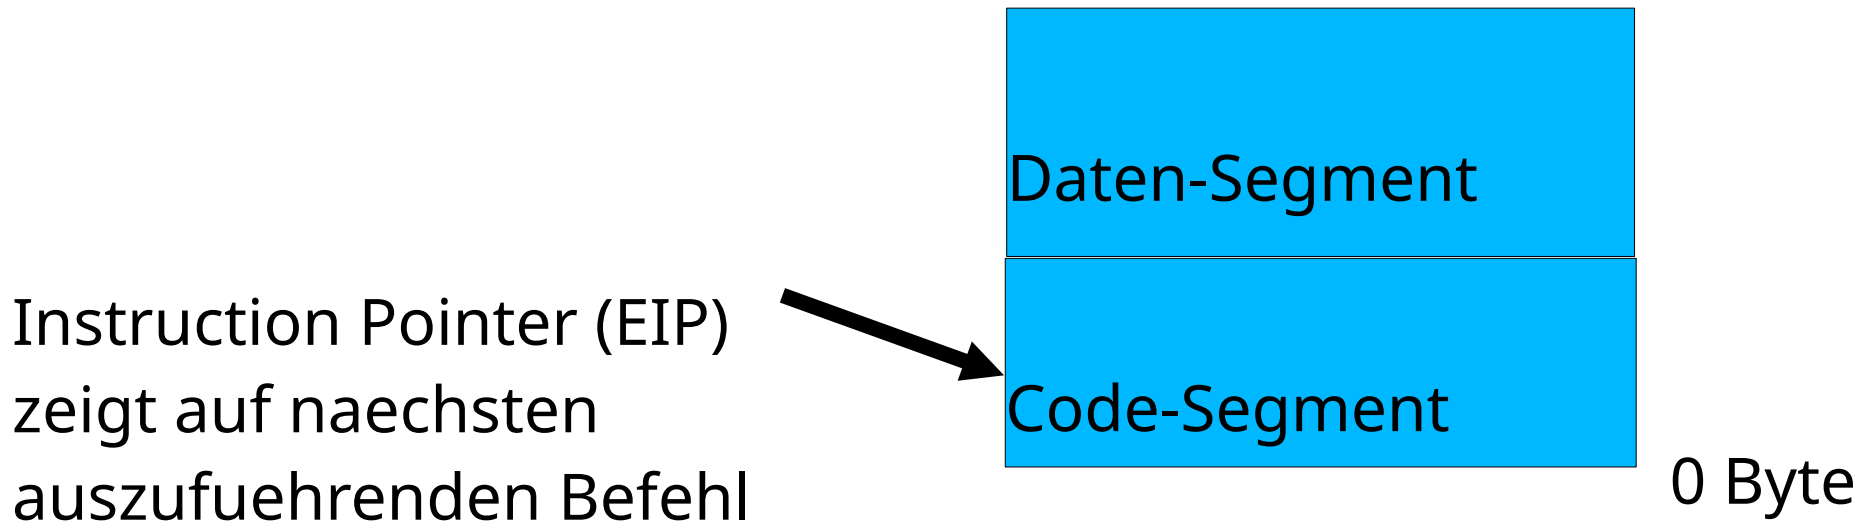 Daten-Segment
Instruction Pointer (EIP)
zeigt auf naechsten
auszufuehrenden Befehl
Code-Segment
0 Byte